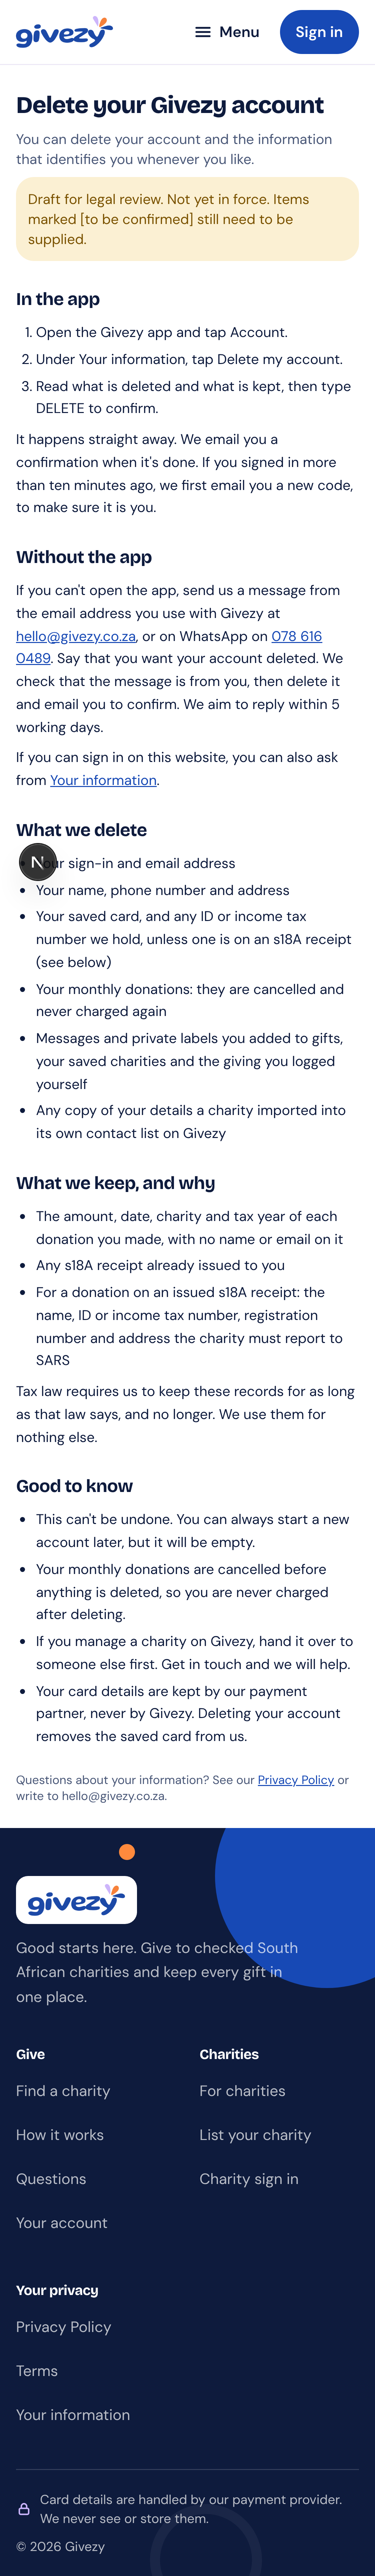 givezy
Menu
Sign in
Delete your Givezy account
You can delete your account and the information
that identifies you whenever you like.
Draft for legal review. Not yet in force. Items
marked [to be confirmed] still need to be
supplied.
In the app
1. Open the Givezy app and tap Account.
2. Under Your information, tap Delete my account.
3. Read what is deleted and what is kept, then type
DELETE to confirm.
It happens straight away. We email you a
confirmation when it's done. If you signed in more
than ten minutes ago, we first email you a new code,
to make sure it is you.
Without the app
If you can't open the app, send us a message from
the email address you use with Givezy at
hello@givezy.co.za, or on WhatsApp on 078 616
0489. Say that you want your account deleted. We
check that the message is from you, then delete it
and email you to confirm. We aim to reply within 5
working days.
If you can sign in on this website, you can also ask
from Your information.
What we delete
N
your sign-in and email address
• Your name, phone number and address
• Your saved card, and any ID or income tax
number we hold, unless one is on an s18A receipt
(see below)
• Your monthly donations: they are cancelled and
never charged again
• Messages and private labels you added to gifts,
your saved charities and the giving you logged
yourself
• Any copy of your details a charity imported into
its own contact list on Givezy
What we keep, and why
• The amount, date, charity and tax year of each
donation you made, with no name or email on it
• Any s18A receipt already issued to you
• For a donation on an issued s18A receipt: the
name, ID or income tax number, registration
number and address the charity must report to
SARS
Tax law requires us to keep these records for as long
as that law says, and no longer. We use them for
nothing else.
Good to know
• This can't be undone. You can always start a new
account later, but it will be empty.
• Your monthly donations are cancelled before
anything is deleted, so you are never charged
after deleting.
• If you manage a charity on Givezy, hand it over to
someone else first. Get in touch and we will help.
• Your card details are kept by our payment
partner, never by Givezy. Deleting your account
removes the saved card from us.
Questions about your information? See our Privacy Policy or
write to hello@givezy.co.za.
givezy
Good starts here. Give to checked South
African charities and keep every gift in
one place.
Give
Find a charity
How it works
Questions
Your account
Charities
For charities
List your charity
Charity sign in
Your privacy
Privacy Policy
Terms
Your information
Card details are handled by our payment provider.
We never see or store them.
© 2026 Givezy